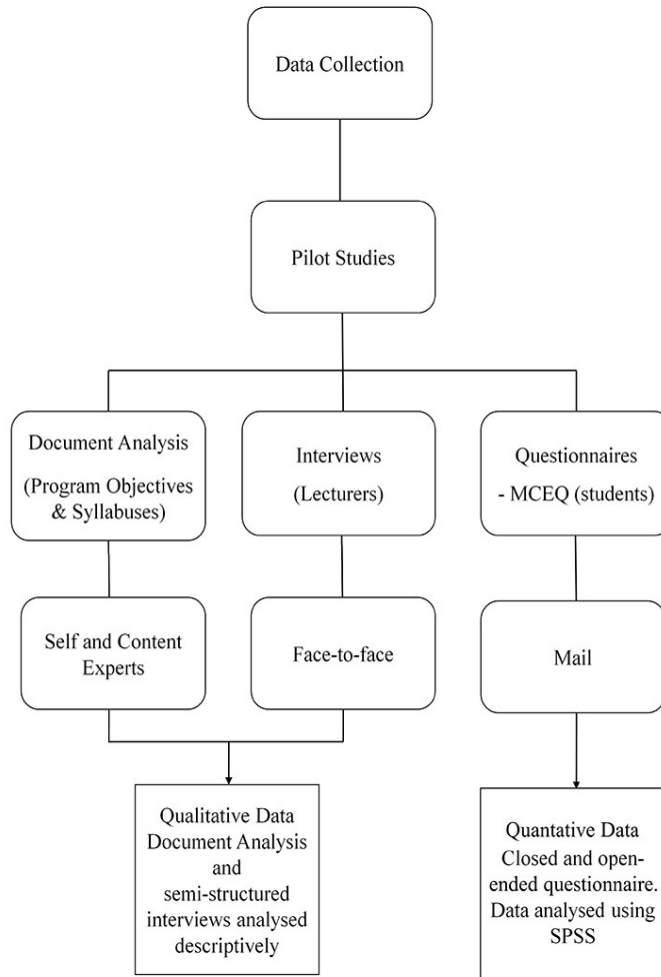 Data Collection
Pilot Studies
Document Analysis
(Program Objectives
& Syllabuses)
Interviews
(Lecturers)
Questionnaires
- MCEQ (students)
Self and Content
Experts
Face-to-face
Mail
Qualitative Data
Document Analysis
and
semi-structured
interviews analysed
descriptively
Quantative Data
Closed and open-
ended questionnaire.
Data analysed using
SPSS